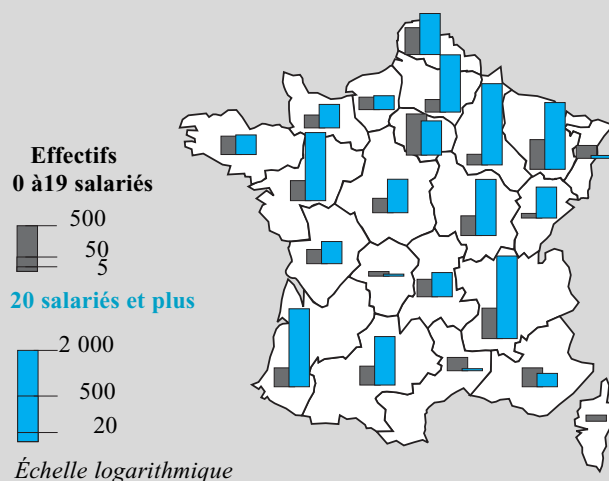 Effectifs
0 à19 salariés
500
50
5
20 salariés et plus
2 000
500
20
Échelle logarithmique